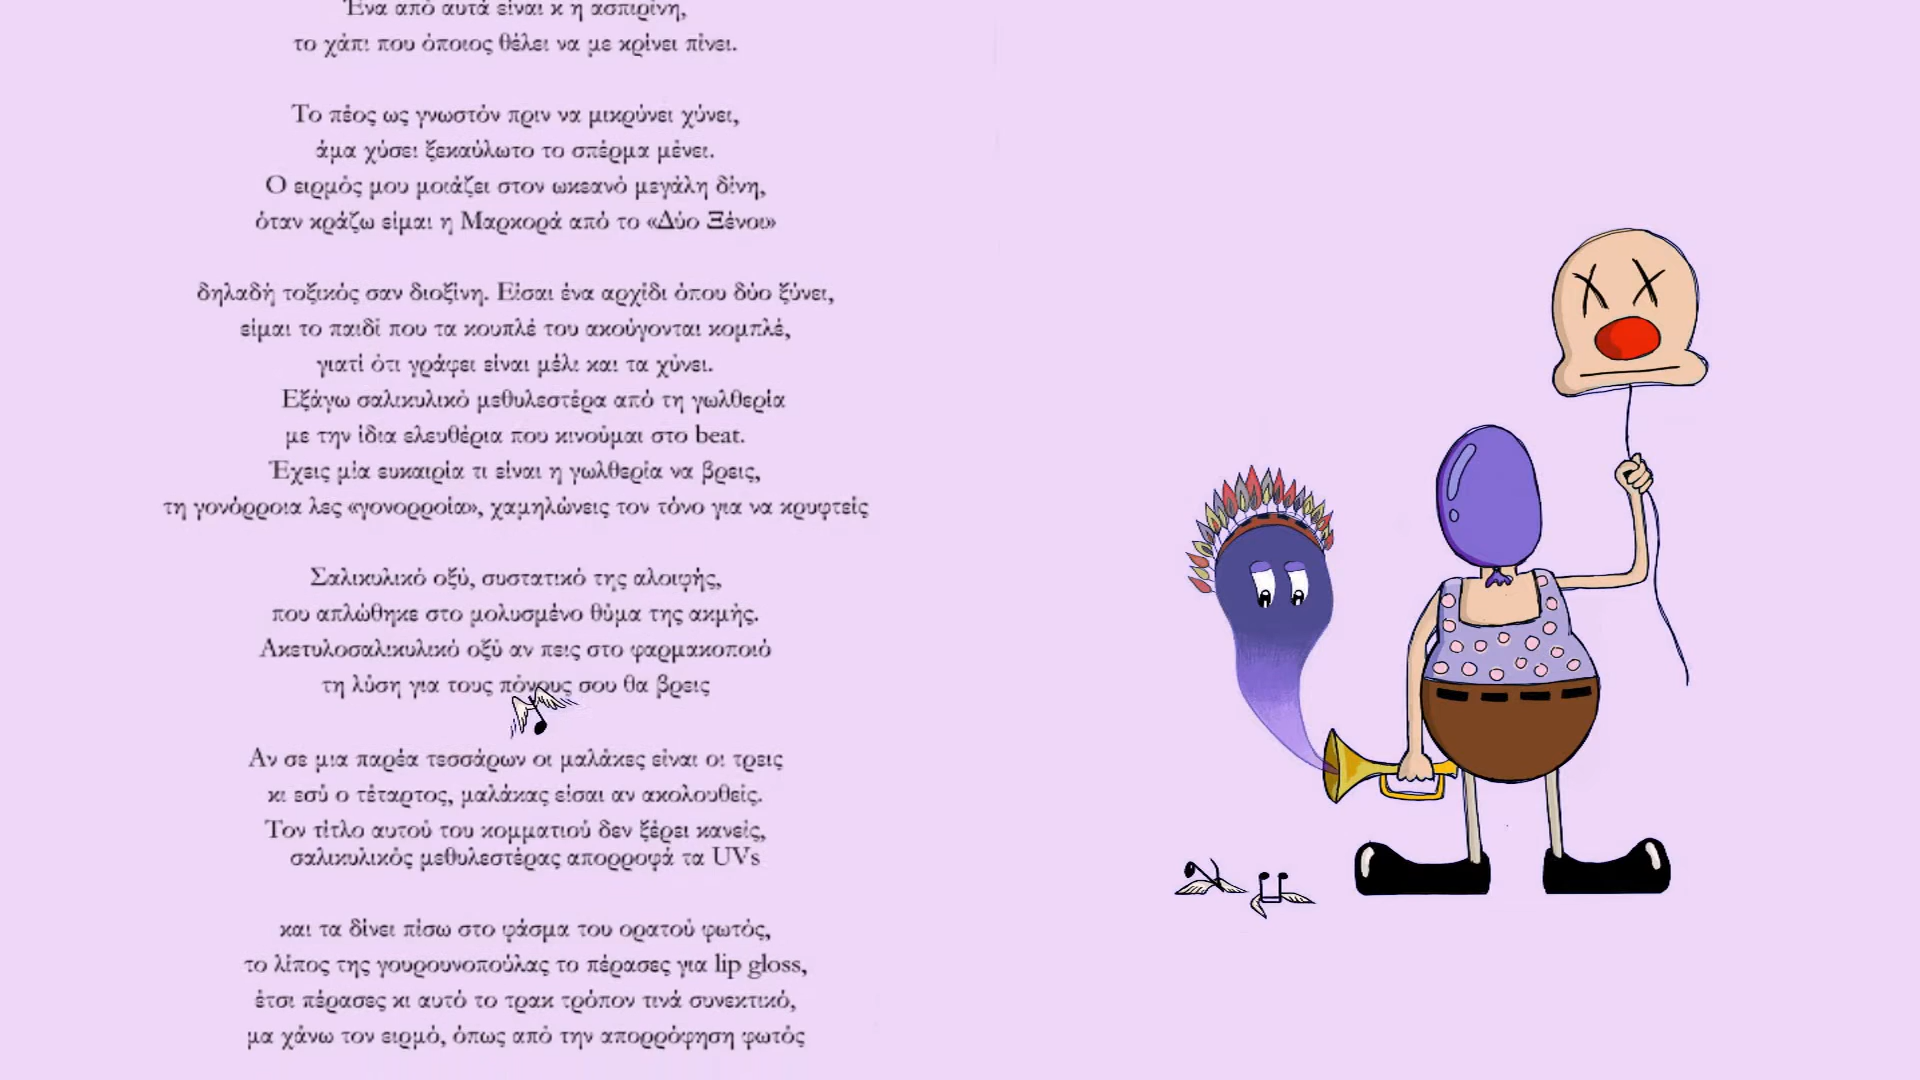 Ένα από αυτά είναι κ η ασπιρίνη,
το χάπι που όποιος θέλει να με κρίνει πίνει.
Το πέος ως γνωστόν πριν να μικρύνει χύνει,
άμα χύσει ξεκαύλωτο το σπέρμα μένει.
Ο ειρμός μου μοιάζει στον ωκεανό μεγάλη δίνη,
όταν κράζω είμαι η Μαρκορά από το «Δύο Ξένοι»
δηλαδή τοξικός σαν διοξίνη. Είσαι ένα αρχίδι όπου δύο ξύνει,
είμαι το παιδί που τα κουπλέ του ακούγονται κομπλέ,
γιατί ότι γράφει είναι μέλι και τα χύνει.
Εξάγω σαλικυλικό μεθυλεστέρα από τη γωλθερία
με την ίδια ελευθέρια που κινούμαι στο beat.
Έχεις μία ευκαιρία τι είναι η γωλθερία να βρεις,
τη γονόρροια λες «γονορροία», χαμηλώνεις τον τόνο για να κρυφτείς
Σαλικυλικό οξύ, συστατικό της αλοιφής,
που απλώθηκε στο μολυσμένο θύμα της ακμής.
Ακετυλοσαλικυλικό οξύ αν πεις στο φαρμακοποιό
τη λύση για τους πόνους σου θα βρεις
Αν σε μια παρέα τεσσάρων οι μαλάκες είναι οι τρεις
κι εσύ ο τέταρτος, μαλάκας είσαι αν ακολουθείς.
Τον τίτλο αυτού του κομματιού δεν ξέρει κανείς,
σαλικυλικός μεθυλεστέρας απορροφά τα UVs
και τα δίνει πίσω στο φάσμα του ορατού φωτός,
το λίπος της γουρουνοπούλας το πέρασες για lip gloss,
έτσι πέρασες κι αυτό το τρακ τρόπον τινά συνεκτικό,
μα χάνω τον ειρμό, όπως από την απορρόφηση φωτός